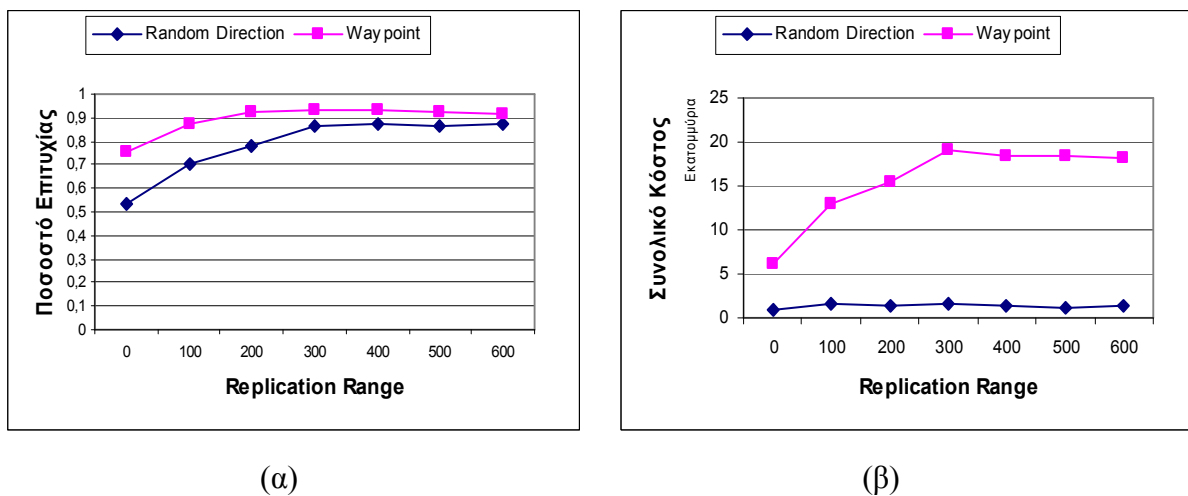 Random Direction
Way point
Ποσοστό Επιτυχίας
1
0,9
0,8
0,7
0,6
0,5
0,4
0,3
0,2
0,1
0
0 100 200 300 400 500 600
Replication Range
(α)
Random Direction
Way point
Συνολικό Κόστος
Εκατομμύρια
25
20
15
10
5
0
0 100 200 300 400 500 600
Replication Range
(β)